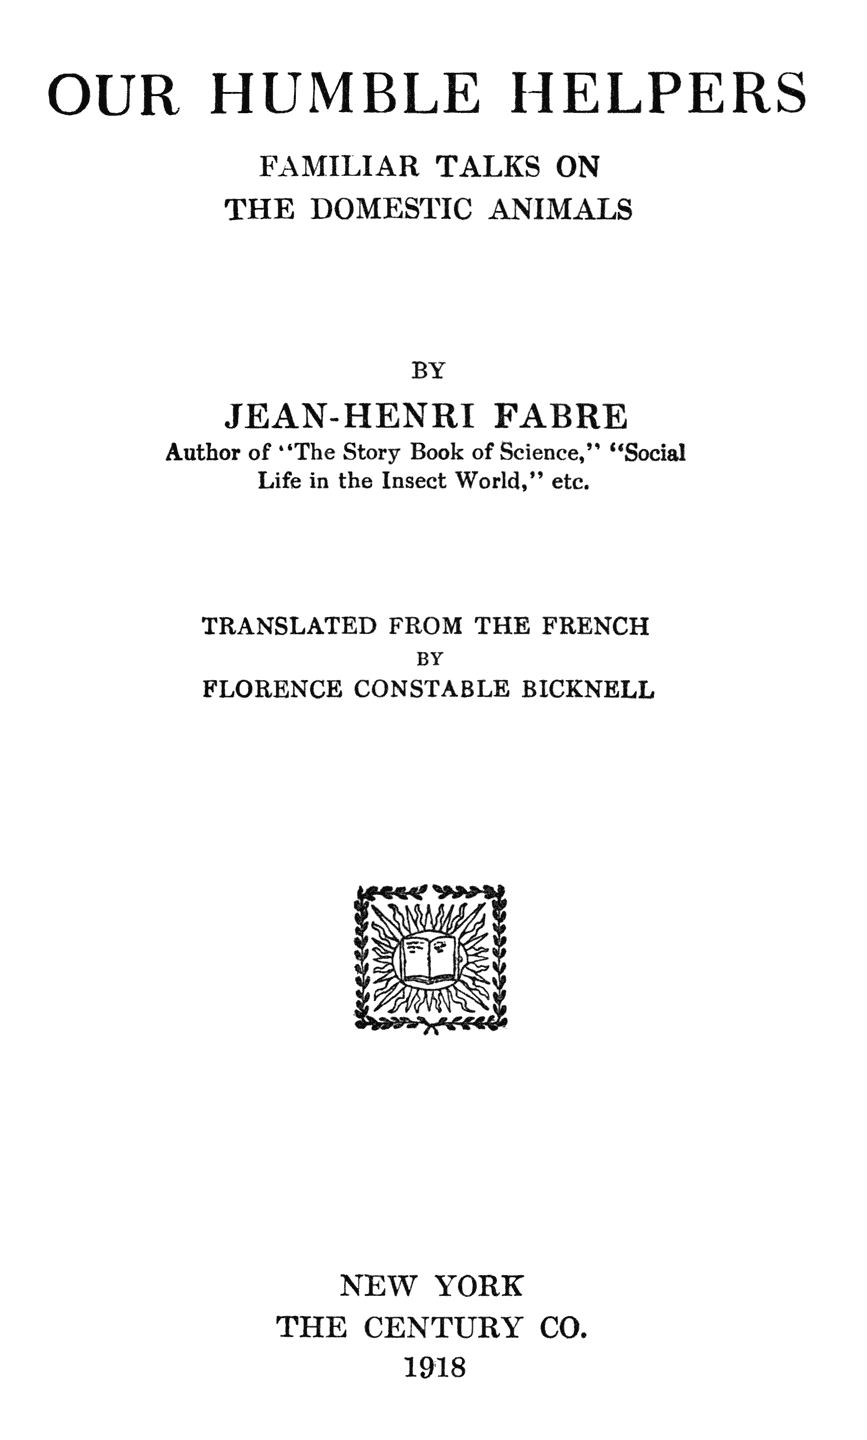 OUR HUMBLE HELPERS
FAMILIAR TALKS ON
THE DOMESTIC ANIMALS
BY
JEAN-HENRI FABRE
Author of "The Story Book of Science," "Social
Life in the Insect World," etc.
TRANSLATED FROM THE FRENCH
BY
FLORENCE CONSTABLE BICKNELL
NEW YORK
THE CENTURY CO.
1918